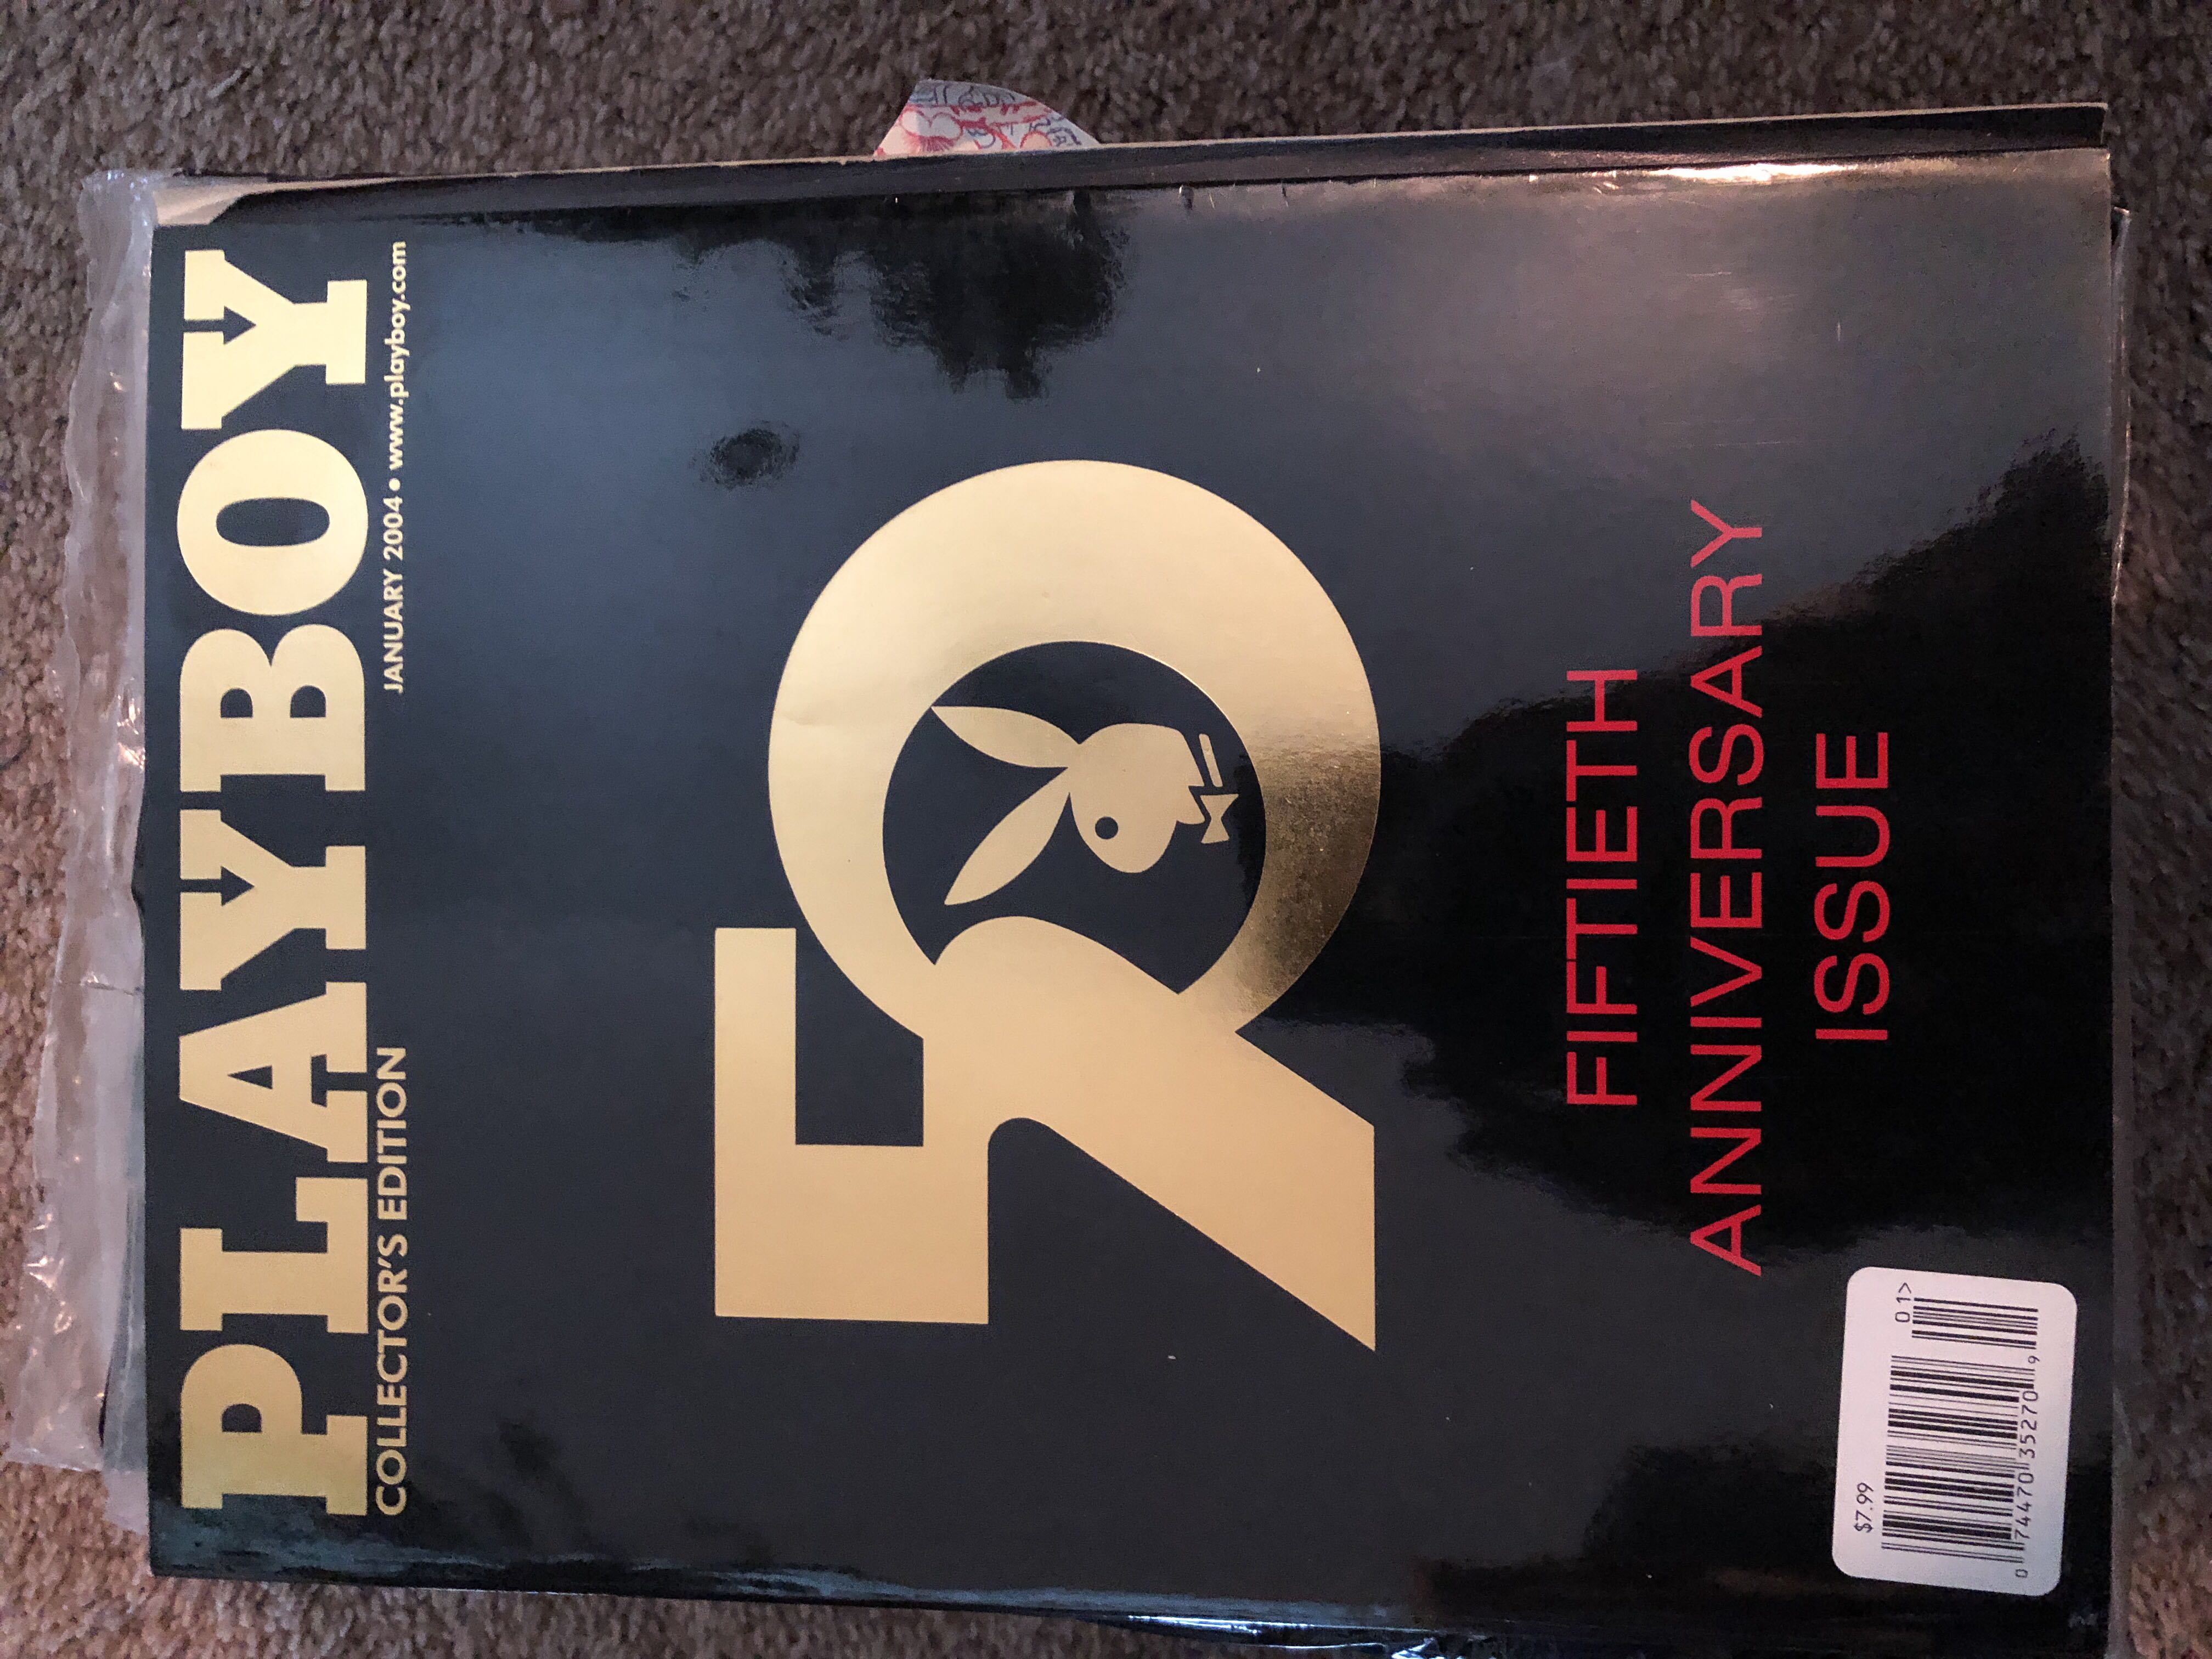 PLAYBOY
COLLECTOR'S EDITION
JANUARY 2004 • www.playboy.com
50
FIFTIETH
ANNIVERSARY
ISSUE
$7.99
01>
0 74470 35270 9